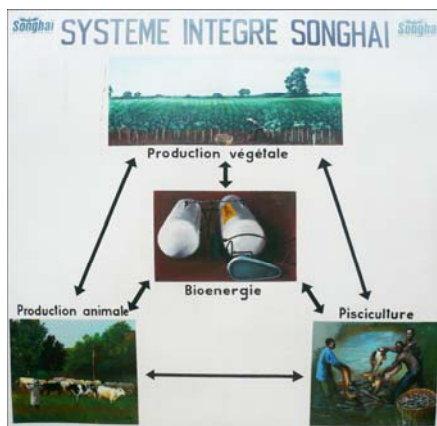 Songhai
SYSTEME INTEGRE SONGHAI
Songhai
Production végétale
Bioenergie
Production animale
Pisciculture